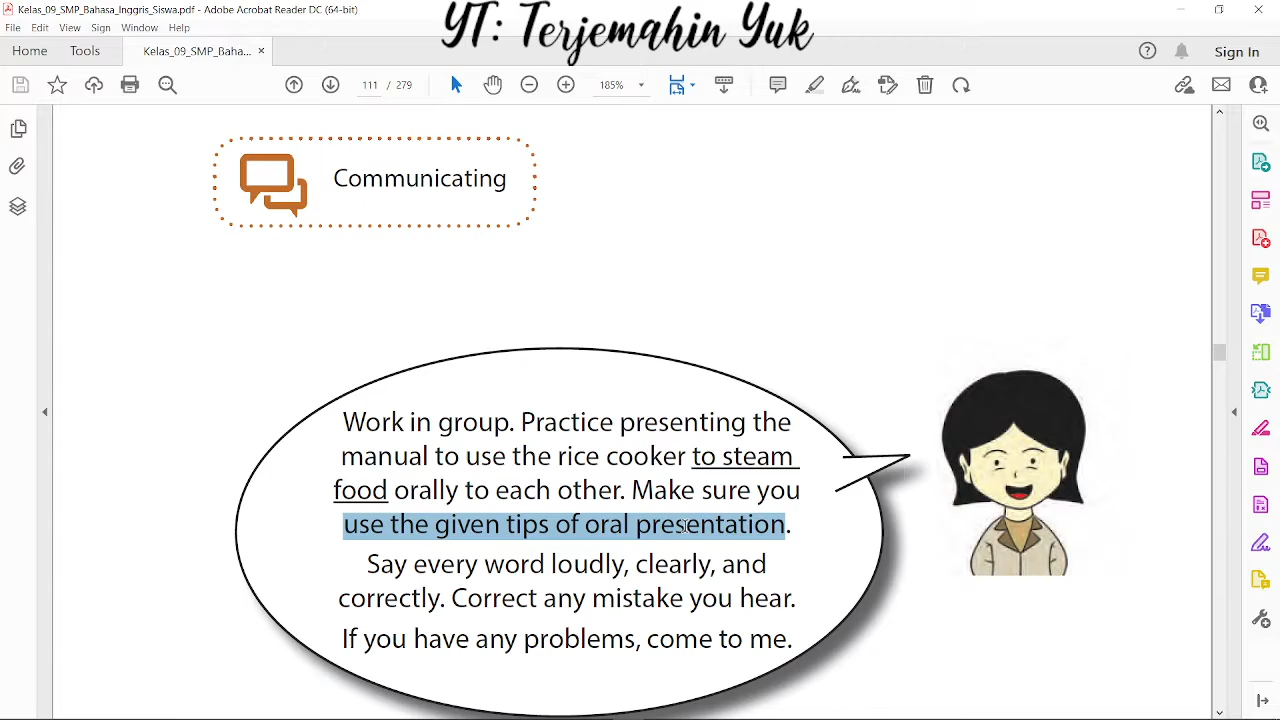 Kelas_09_SMP_Bahasa_Inggris_Siswa.pdf - Adobe Acrobat Reader DC (64-bit)
YT: Terjemahin Yuk
File Edit View Sign Window Help
Home Tools Kelas_09_SMP_Baha... × Sign In
111 / 279 185%
Communicating
Work in group. Practice presenting the
manual to use the rice cooker to steam
food orally to each other. Make sure you
use the given tips of oral presentation.
Say every word loudly, clearly, and
correctly. Correct any mistake you hear.
If you have any problems, come to me.